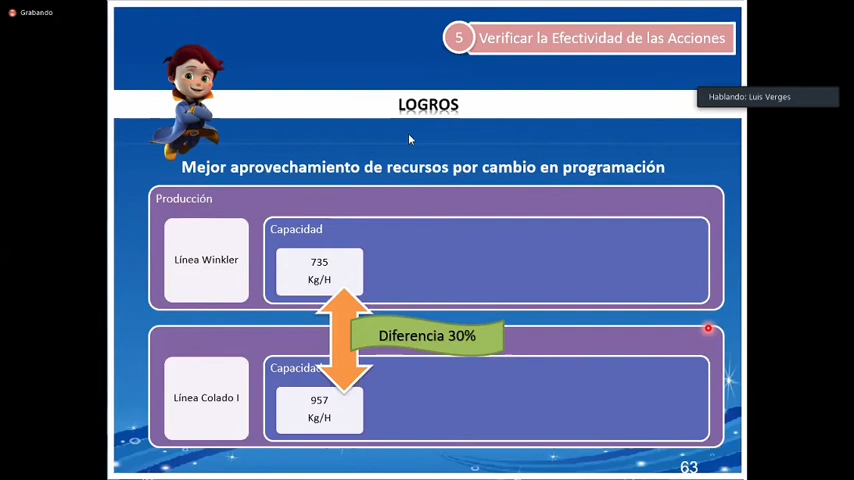 Grabando
5 Verificar la Efectividad de las Acciones
Hablando: Luis Verges
LOGROS
Mejor aprovechamiento de recursos por cambio en programación
Producción
Línea Winkler
Capacidad
735
Kg/H
Diferencia 30%
Línea Colado I
Capacidad
957
Kg/H
63